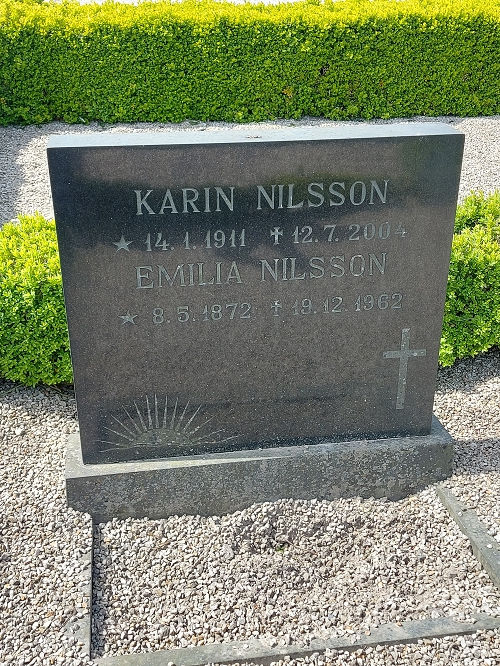 KARIN NILSSON
★ 14.1.1911 ✝ 12.7.2004
EMILIA NILSSON
★ 8.5.1872 ✝ 19.12.1962